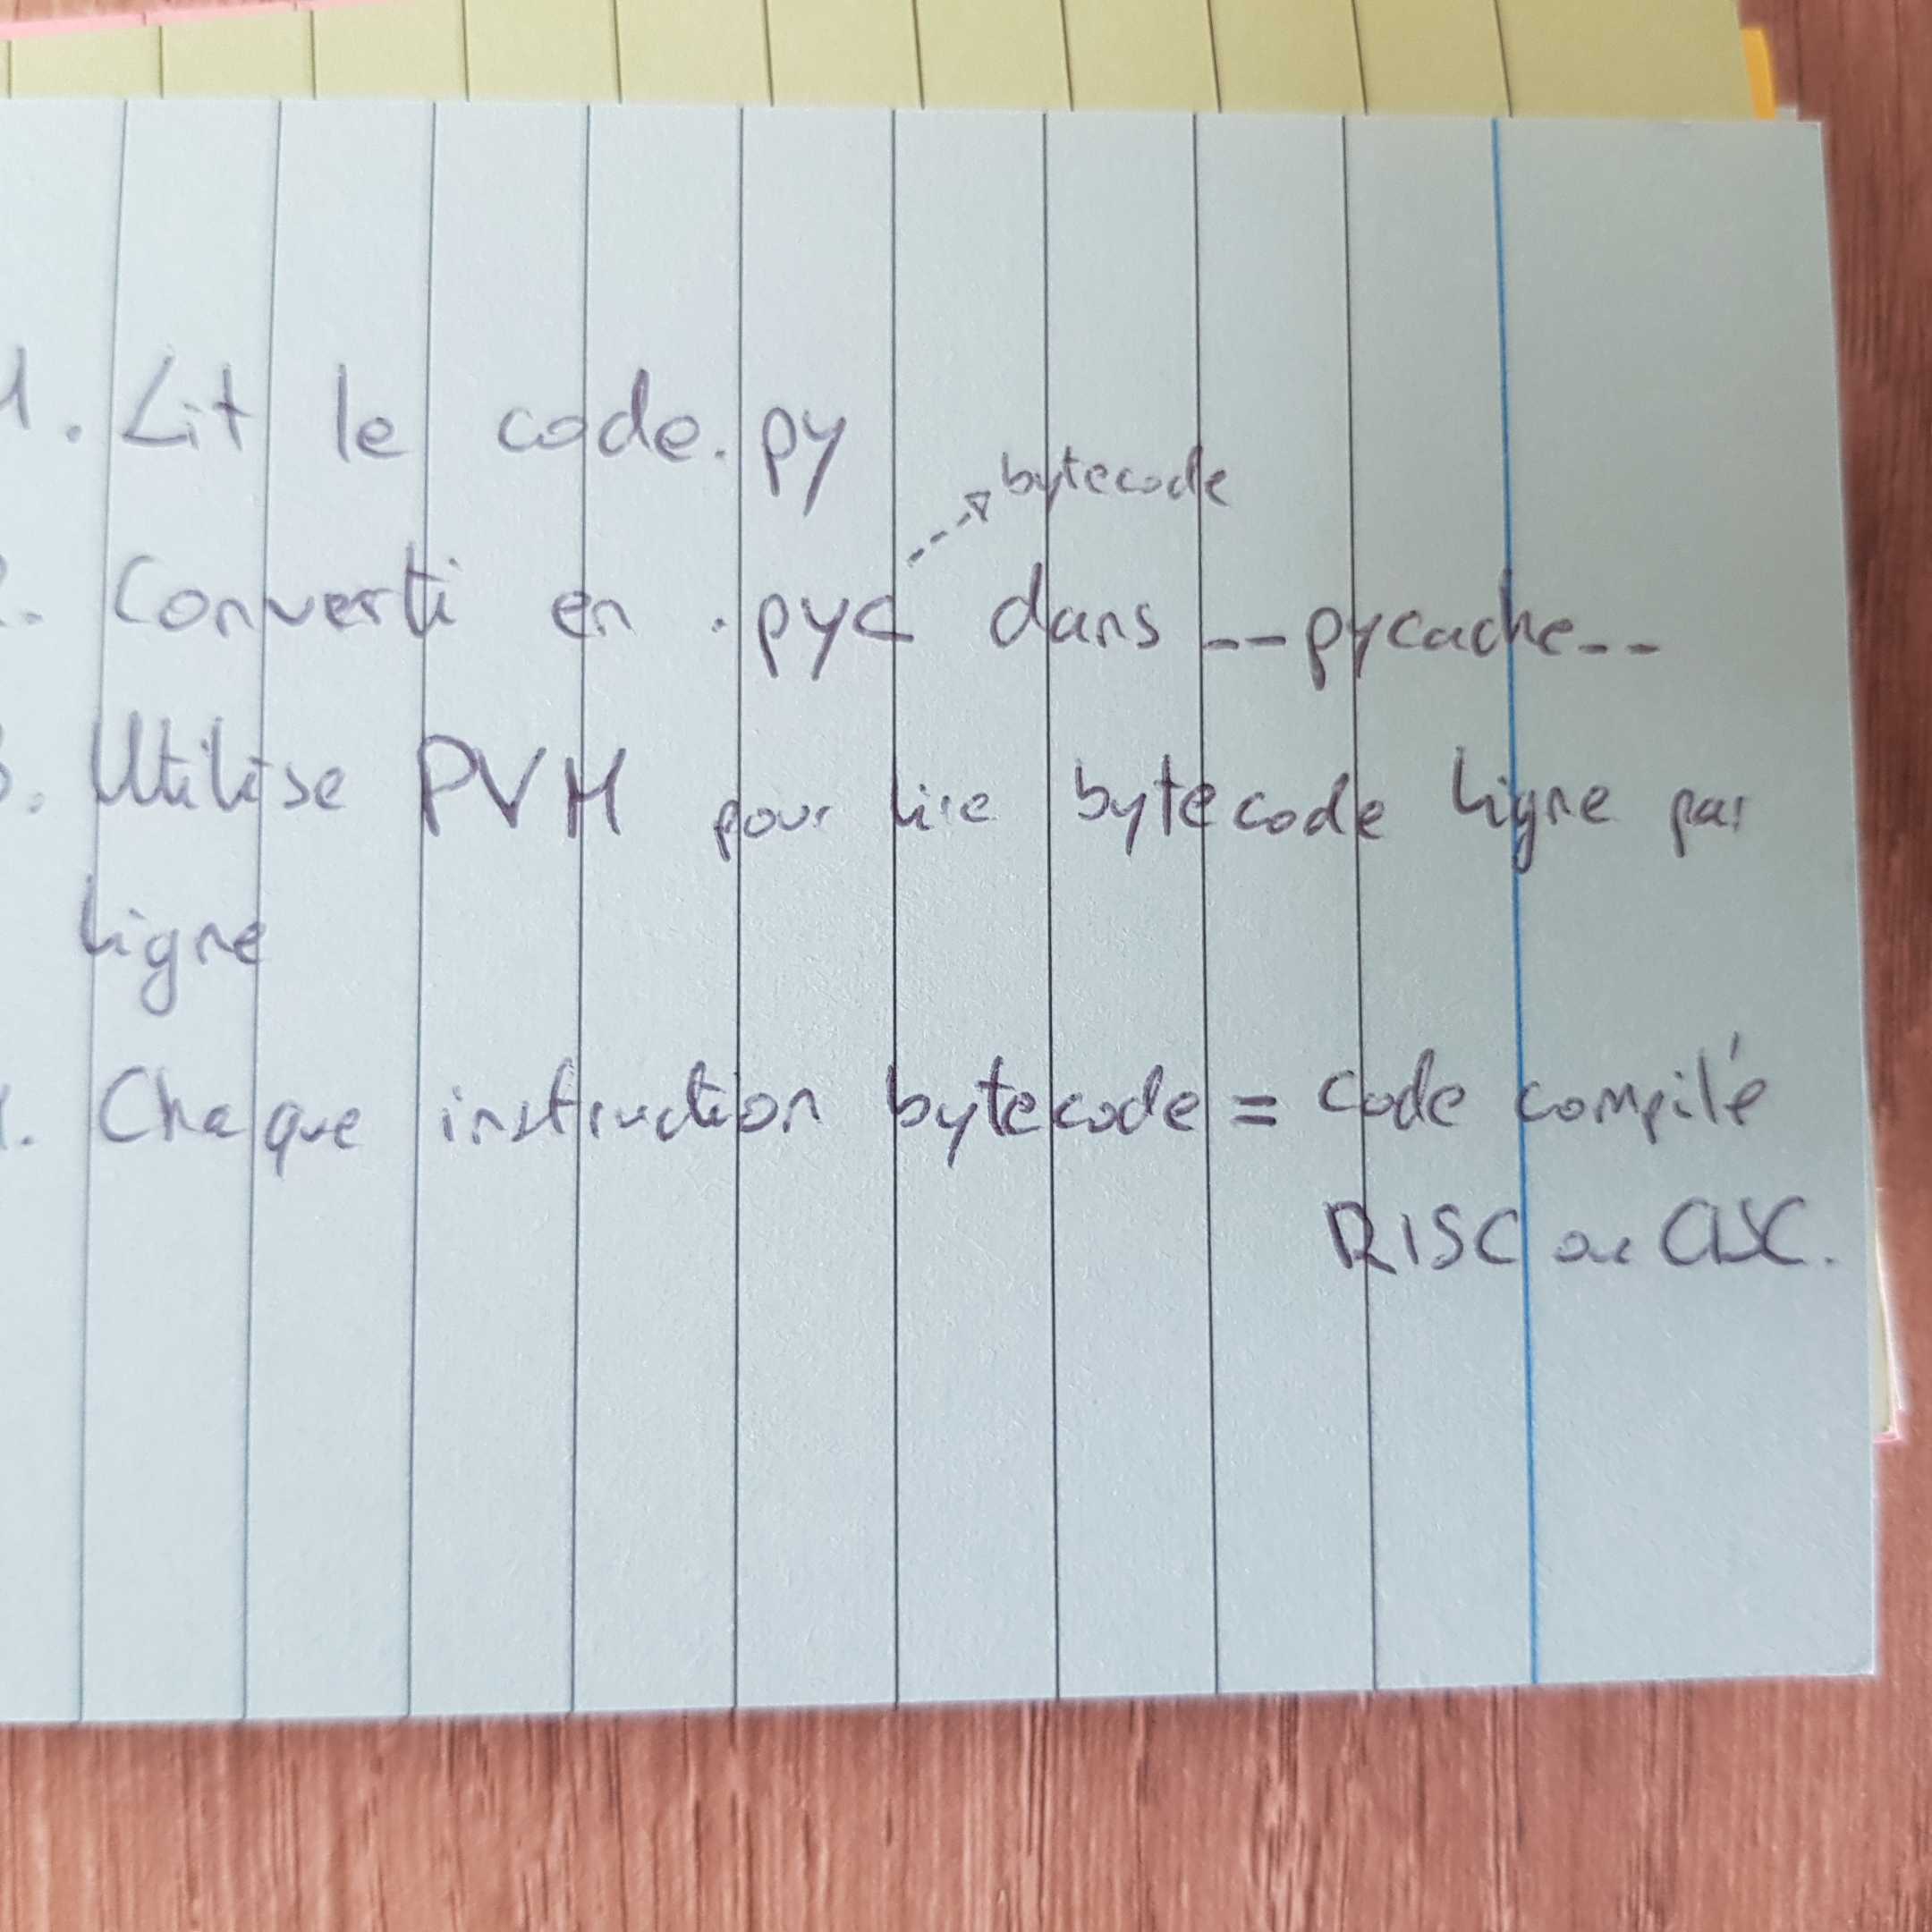 1. Lit le code.py
bytecode
2. Converti en .pyc dans __pycache__
3. Utilise PVM pour lire bytecode ligne par
ligne
4. Chaque instruction bytecode = code compilé
RISC ou CISC.